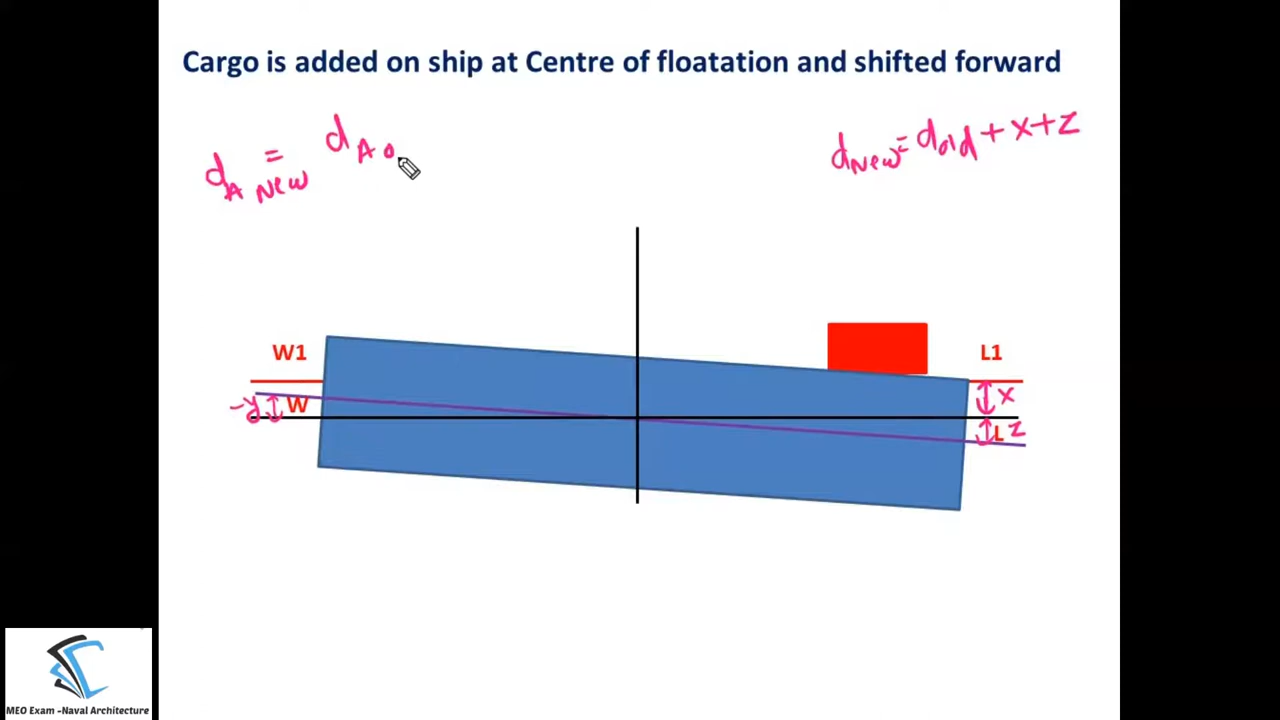 Cargo is added on ship at Centre of floatation and shifted forward
dA New = dA o
dNew = dold + x + z
W1
L1
x
-y
W
L
z
MEO Exam -Naval Architecture